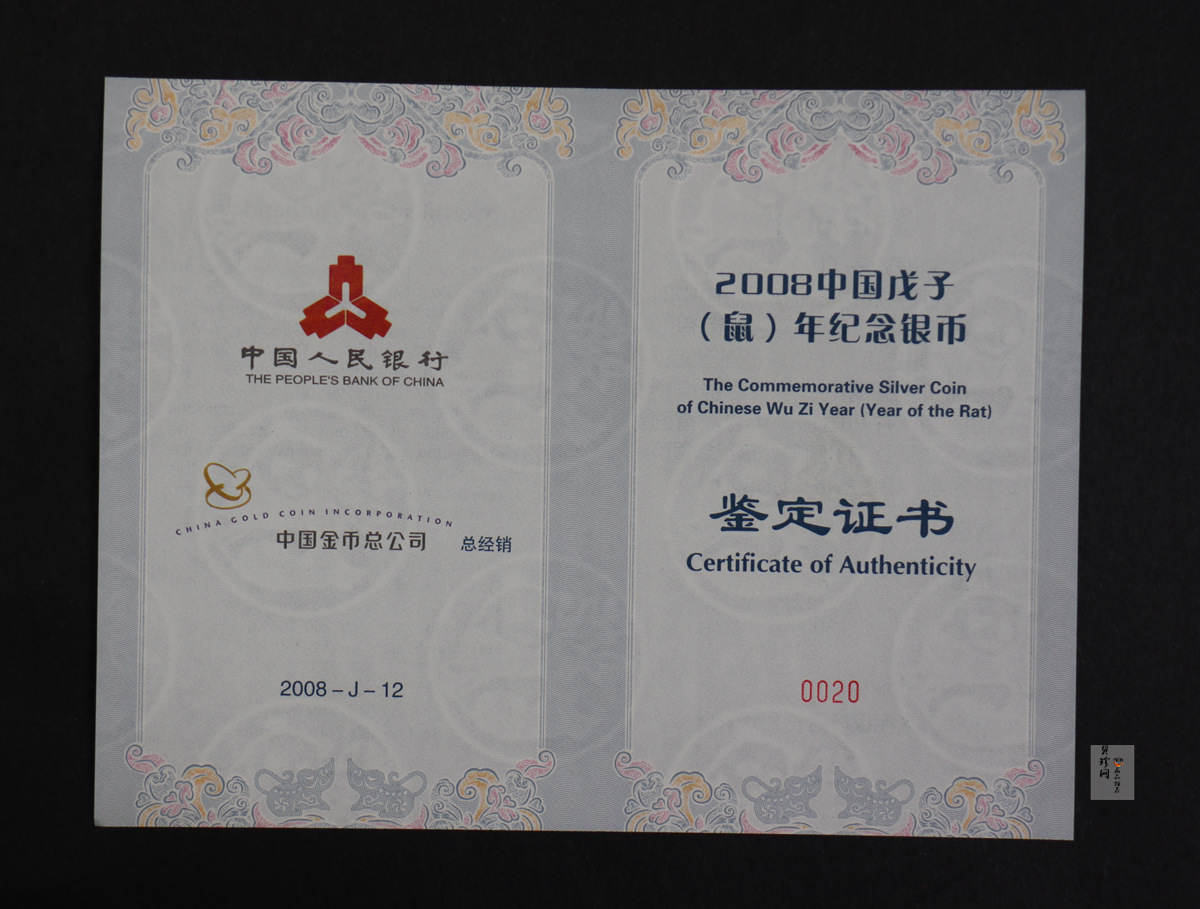 中国人民银行
THE PEOPLE'S BANK OF CHINA
CHINA GOLD COIN INCORPORATION
中国金币总公司 总经销
2008 – J – 12
2008中国戊子
（鼠）年纪念银币
The Commemorative Silver Coin
of Chinese Wu Zi Year (Year of the Rat)
鉴定证书
Certificate of Authenticity
0020